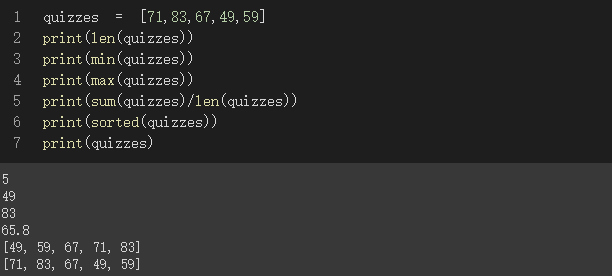 1 quizzes = [71,83,67,49,59]
2 print(len(quizzes))
3 print(min(quizzes))
4 print(max(quizzes))
5 print(sum(quizzes)/len(quizzes))
6 print(sorted(quizzes))
7 print(quizzes)
5
49
83
65.8
[49, 59, 67, 71, 83]
[71, 83, 67, 49, 59]